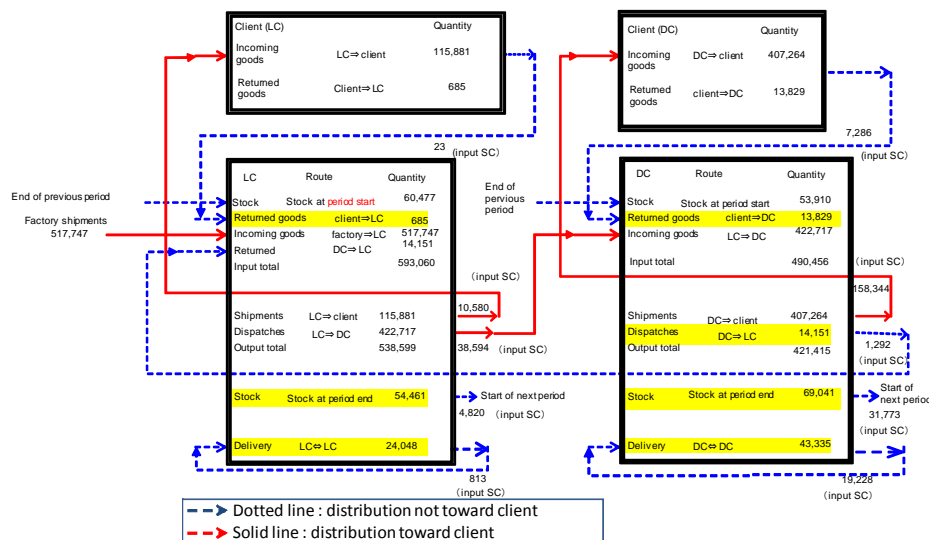 Client (LC) Quantity
Incoming goods LC⇒client 115,881
Returned goods Client⇒LC 685
Client (DC) Quantity
Incoming goods DC⇒client 407,264
Returned goods client⇒DC 13,829
23 (input SC)
7,286 (input SC)
End of previous period
Factory shipments
517,747
LC Route Quantity
Stock Stock at period start 60,477
Returned goods client⇒LC 685
Incoming goods factory⇒LC 517,747
Returned DC⇒LC 14,151
Input total 593,060
Shipments LC⇒client 115,881
Dispatches LC⇒DC 422,717
Output total 538,599
Stock Stock at period end 54,461
Delivery LC⇔LC 24,048
10,580
38,594 (input SC)
(input SC)
Start of next period
4,820 (input SC)
813
(input SC)
End of
pervious
period
DC Route Quantity
Stock Stock at period start 53,910
Returned goods client⇒DC 13,829
Incoming goods LC⇒DC 422,717
Input total 490,456
Shipments DC⇒client 407,264
Dispatches DC⇒LC 14,151
Output total 421,415
Stock Stock at period end 69,041
Delivery DC⇔DC 43,335
(input SC)
158,344
1,292
(input SC)
Start of
next period
31,773
(input SC)
19,228
(input SC)
Dotted line : distribution not toward client
Solid line : distribution toward client